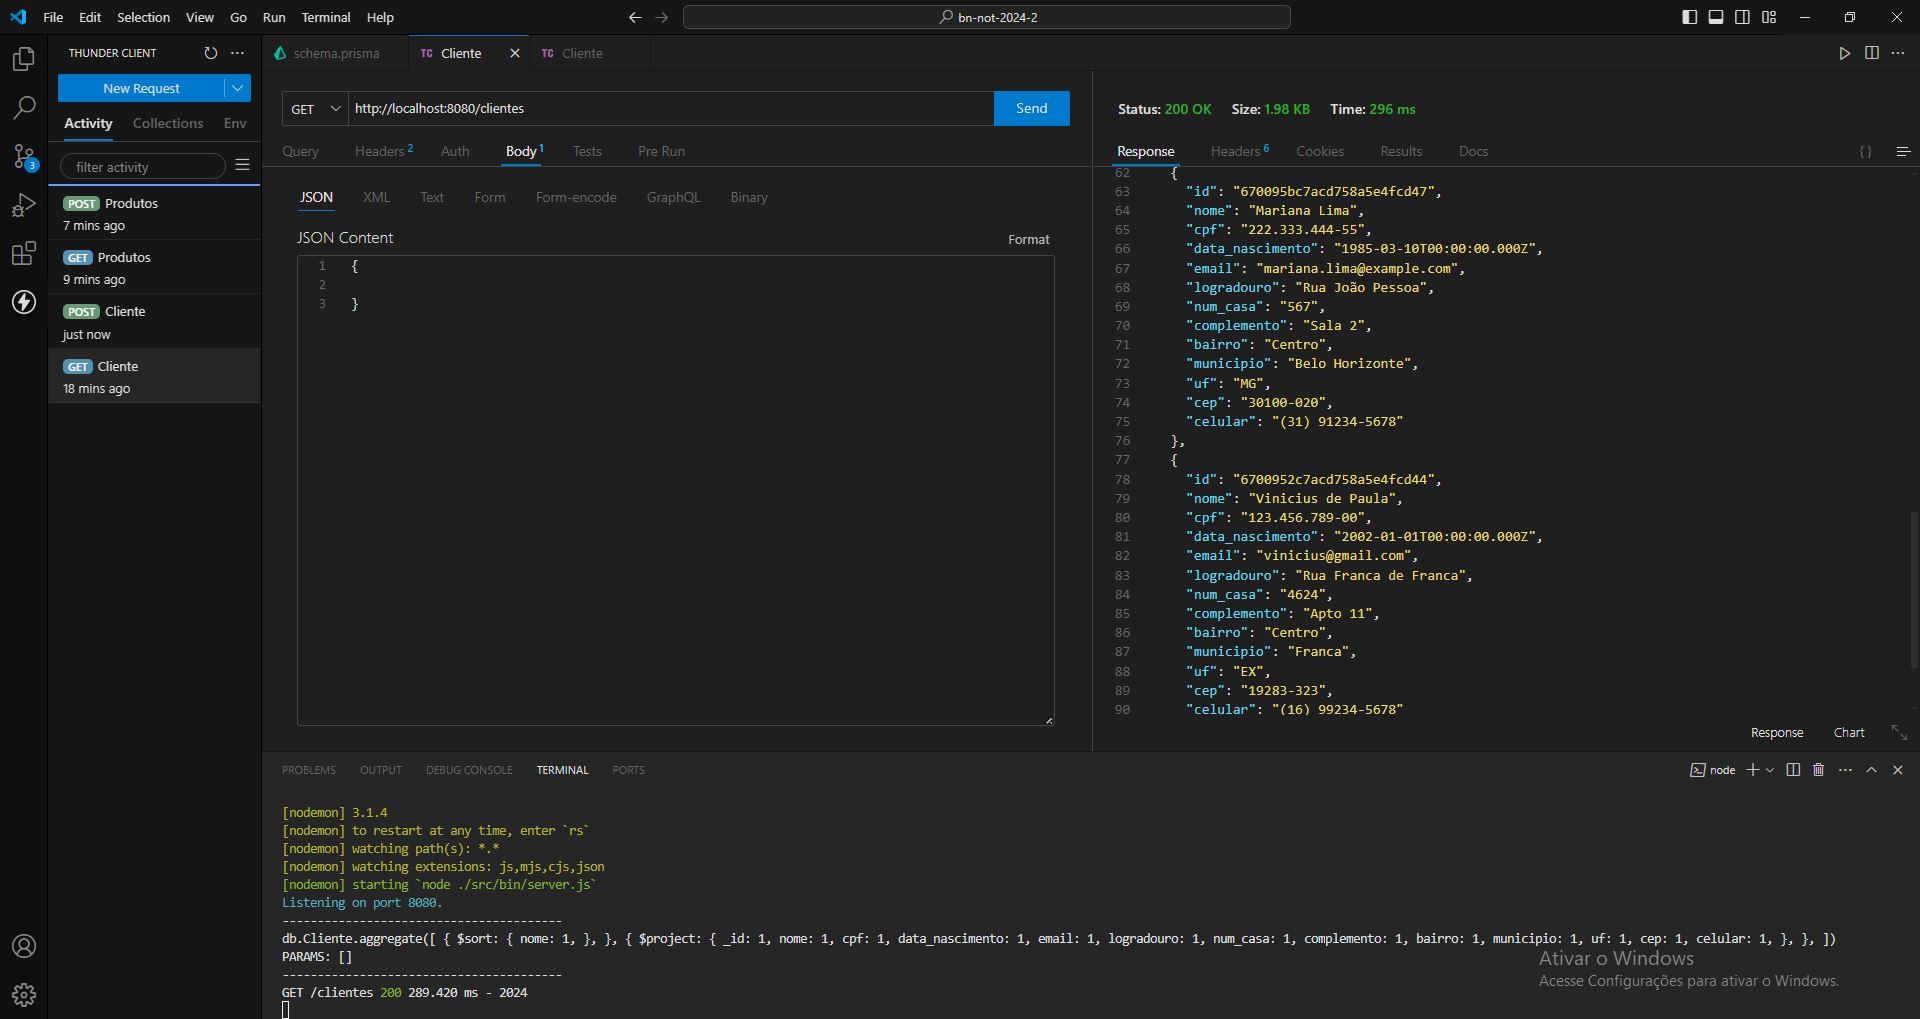 File Edit Selection View Go Run Terminal Help
bn-not-2024-2
THUNDER CLIENT
New Request
Activity Collections Env
filter activity
POST Produtos
7 mins ago
GET Produtos
9 mins ago
POST Cliente
just now
GET Cliente
18 mins ago
3
schema.prisma
TC Cliente
TC Cliente
GET http://localhost:8080/clientes Send
Query Headers 2 Auth Body 1 Tests Pre Run
JSON XML Text Form Form-encode GraphQL Binary
JSON Content
Format
1 {
2
3 }
Status: 200 OK Size: 1.98 KB Time: 296 ms
Response Headers 6 Cookies Results Docs { }
62 {
63 "id": "670095bc7acd758a5e4fcd47",
64 "nome": "Mariana Lima",
65 "cpf": "222.333.444-55",
66 "data_nascimento": "1985-03-10T00:00:00.000Z",
67 "email": "mariana.lima@example.com",
68 "logradouro": "Rua João Pessoa",
69 "num_casa": "567",
70 "complemento": "Sala 2",
71 "bairro": "Centro",
72 "municipio": "Belo Horizonte",
73 "uf": "MG",
74 "cep": "30100-020",
75 "celular": "(31) 91234-5678"
76 },
77 {
78 "id": "6700952c7acd758a5e4fcd44",
79 "nome": "Vinicius de Paula",
80 "cpf": "123.456.789-00",
81 "data_nascimento": "2002-01-01T00:00:00.000Z",
82 "email": "vinicius@gmail.com",
83 "logradouro": "Rua Franca de Franca",
84 "num_casa": "4624",
85 "complemento": "Apto 11",
86 "bairro": "Centro",
87 "municipio": "Franca",
88 "uf": "EX",
89 "cep": "19283-323",
90 "celular": "(16) 99234-5678"
Response Chart
PROBLEMS OUTPUT DEBUG CONSOLE TERMINAL PORTS
node
[nodemon] 3.1.4
[nodemon] to restart at any time, enter `rs`
[nodemon] watching path(s): *.*
[nodemon] watching extensions: js,mjs,cjs,json
[nodemon] starting `node ./src/bin/server.js`
Listening on port 8080.
----------------------------------------
db.Cliente.aggregate([ { $sort: { nome: 1, }, }, { $project: { _id: 1, nome: 1, cpf: 1, data_nascimento: 1, email: 1, logradouro: 1, num_casa: 1, complemento: 1, bairro: 1, municipio: 1, uf: 1, cep: 1, celular: 1, }, }, ])
PARAMS: []
----------------------------------------
GET /clientes 200 289.420 ms - 2024
Ativar o Windows
Acesse Configurações para ativar o Windows.